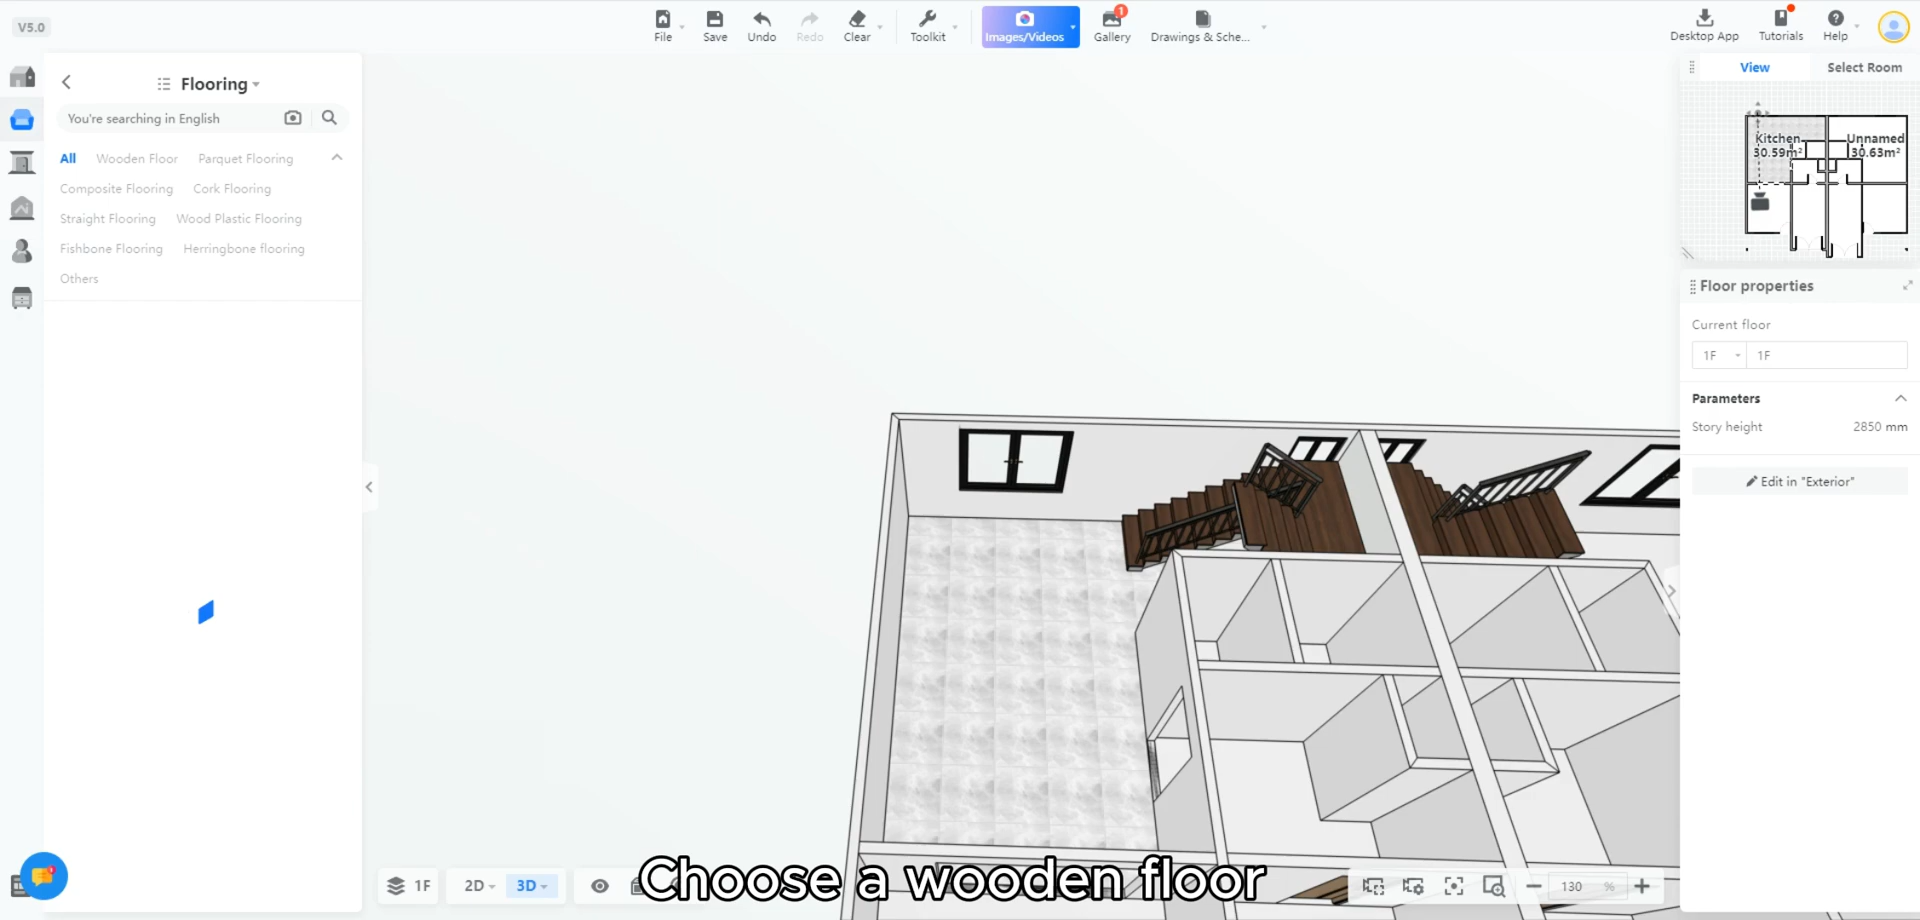 V5.0
File
Save
Undo
Redo
Clear
Toolkit
Images/Videos
1
Gallery
Drawings & Sche...
Desktop App
Tutorials
Help
Flooring
You're searching in English
All
Wooden Floor
Parquet Flooring
Composite Flooring
Cork Flooring
Straight Flooring
Wood Plastic Flooring
Fishbone Flooring
Herringbone flooring
Others
View
Select Room
Kitchen
30.59m²
Unnamed
30.63m²
Floor properties
Current floor
1F
1F
Parameters
Story height
2850 mm
Edit in "Exterior"
1F
2D
3D
Choose a wooden floor
130 %